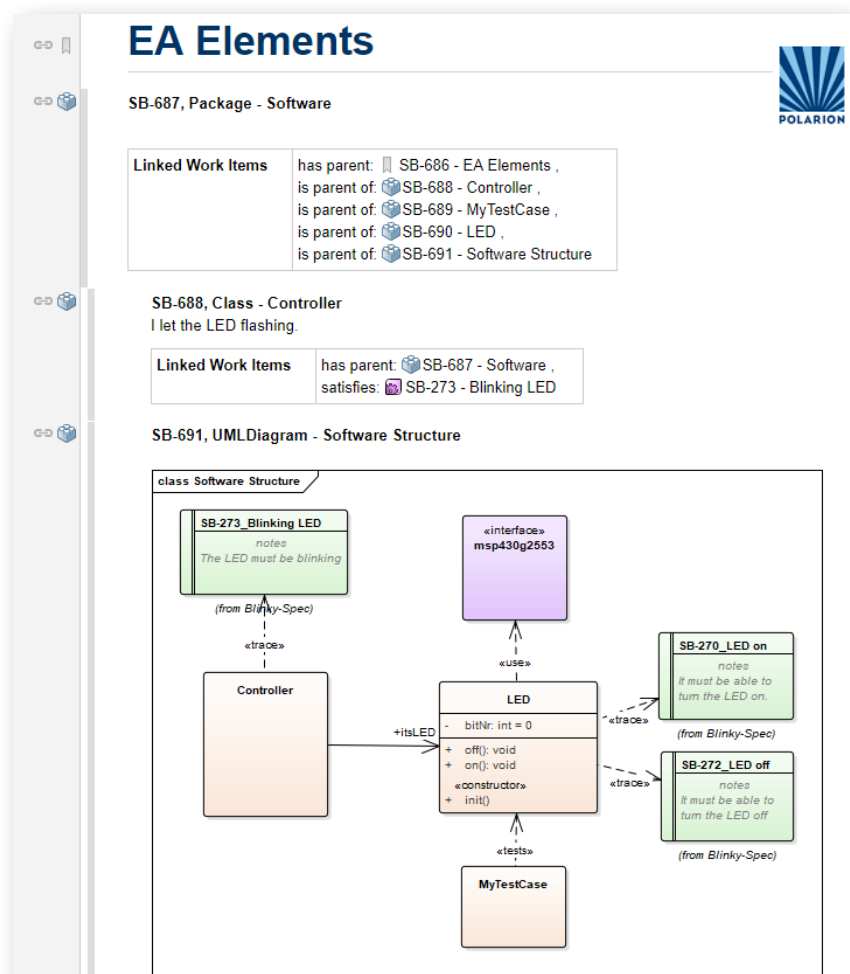 EA Elements
POLARION
SB-687, Package - Software
Linked Work Items
has parent: SB-686 - EA Elements ,
is parent of: SB-688 - Controller ,
is parent of: SB-689 - MyTestCase ,
is parent of: SB-690 - LED ,
is parent of: SB-691 - Software Structure
SB-688, Class - Controller
I let the LED flashing.
Linked Work Items
has parent: SB-687 - Software ,
satisfies: SB-273 - Blinking LED
SB-691, UMLDiagram - Software Structure
class Software Structure
SB-273_Blinking LED
notes
The LED must be blinking
(from Blinky-Spec)
«trace»
Controller
«interface»
msp430g2553
«use»
+itsLED
LED
- bitNr: int = 0
+ off(): void
+ on(): void
«constructor»
+ init()
«trace»
SB-270_LED on
notes
It must be able to
turn the LED on.
(from Blinky-Spec)
«trace»
SB-272_LED off
notes
It must be able to
turn the LED off
(from Blinky-Spec)
«tests»
MyTestCase